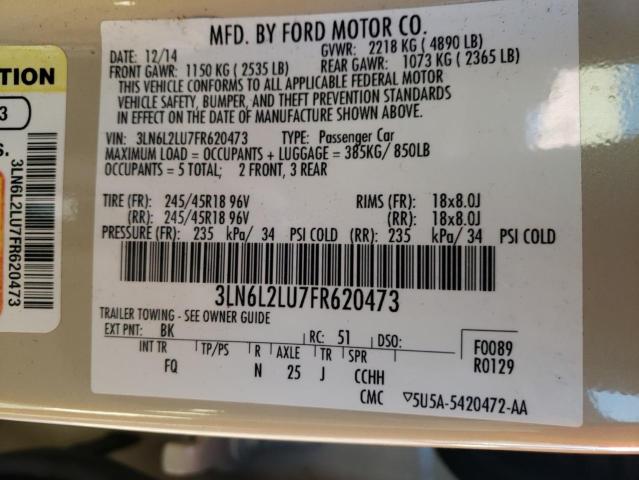 MFD. BY FORD MOTOR CO.
DATE: 12/14 GVWR: 2218 KG ( 4890 LB)
FRONT GAWR: 1150 KG ( 2535 LB) REAR GAWR: 1073 KG ( 2365 LB)
THIS VEHICLE CONFORMS TO ALL APPLICABLE FEDERAL MOTOR
VEHICLE SAFETY, BUMPER, AND THEFT PREVENTION STANDARDS
IN EFFECT ON THE DATE OF MANUFACTURE SHOWN ABOVE.
VIN: 3LN6L2LU7FR620473 TYPE: Passenger Car
MAXIMUM LOAD = OCCUPANTS + LUGGAGE = 385KG/ 850LB
OCCUPANTS = 5 TOTAL; 2 FRONT, 3 REAR
TIRE (FR): 245/45R18 96V RIMS (FR): 18x8.0J
(RR): 245/45R18 96V (RR): 18x8.0J
PRESSURE (FR): 235 kPa/ 34 PSI COLD (RR): 235 kPa/ 34 PSI COLD
3LN6L2LU7FR620473
TRAILER TOWING - SEE OWNER GUIDE
EXT PNT: BK RC: 51 DSO: F0089
R0129
INT TR TP/PS R AXLE TR SPR
FQ N 25 J CCHH
CMC 5U5A-5420472-AA
TION
3
S.
3LN6L2LU7FR620473